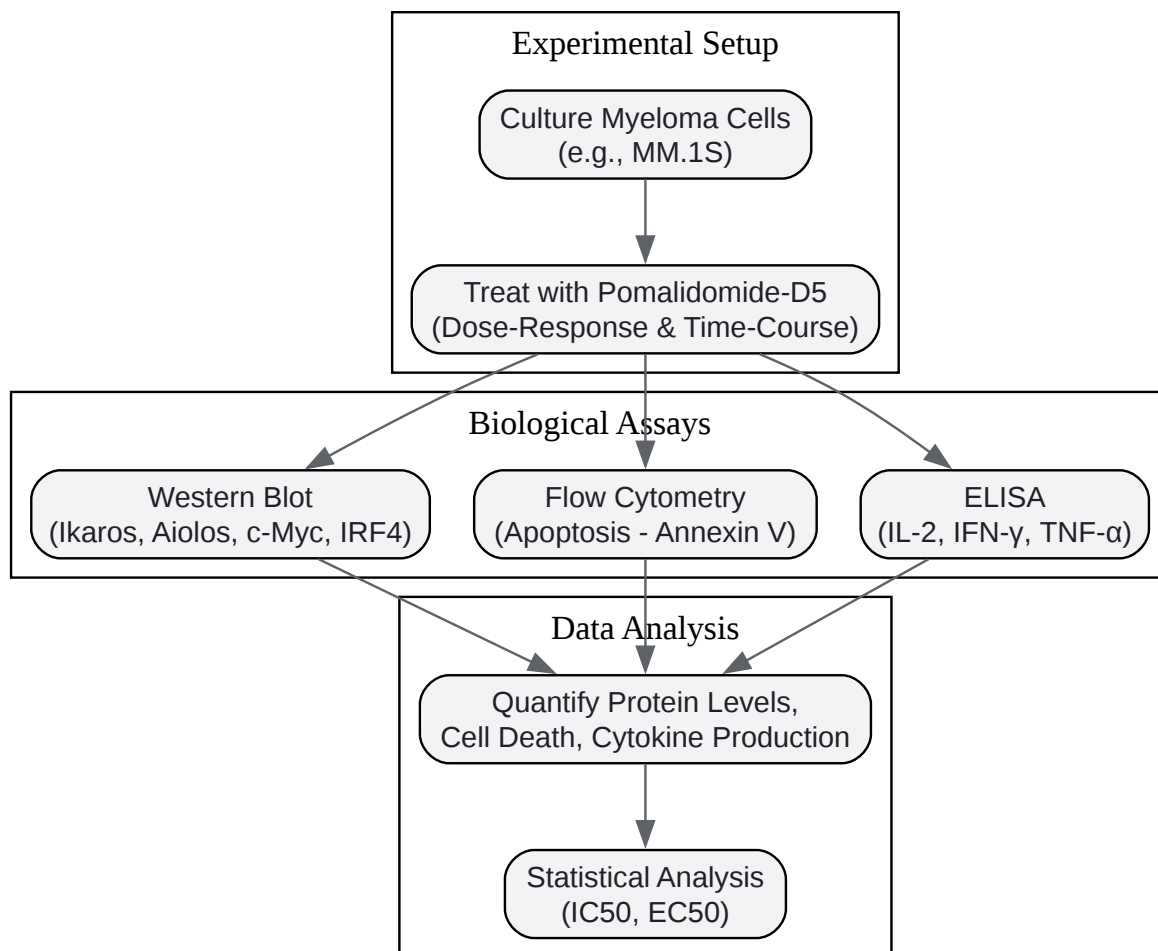 Experimental Setup
Culture Myeloma Cells
(e.g., MM.1S)
Treat with Pomalidomide-D5
(Dose-Response & Time-Course)
Biological Assays
Western Blot
(Ikaros, Aiolos, c-Myc, IRF4)
Flow Cytometry
(Apoptosis - Annexin V)
ELISA
(IL-2, IFN-γ, TNF-α)
Data Analysis
Quantify Protein Levels,
Cell Death, Cytokine Production
Statistical Analysis
(IC50, EC50)